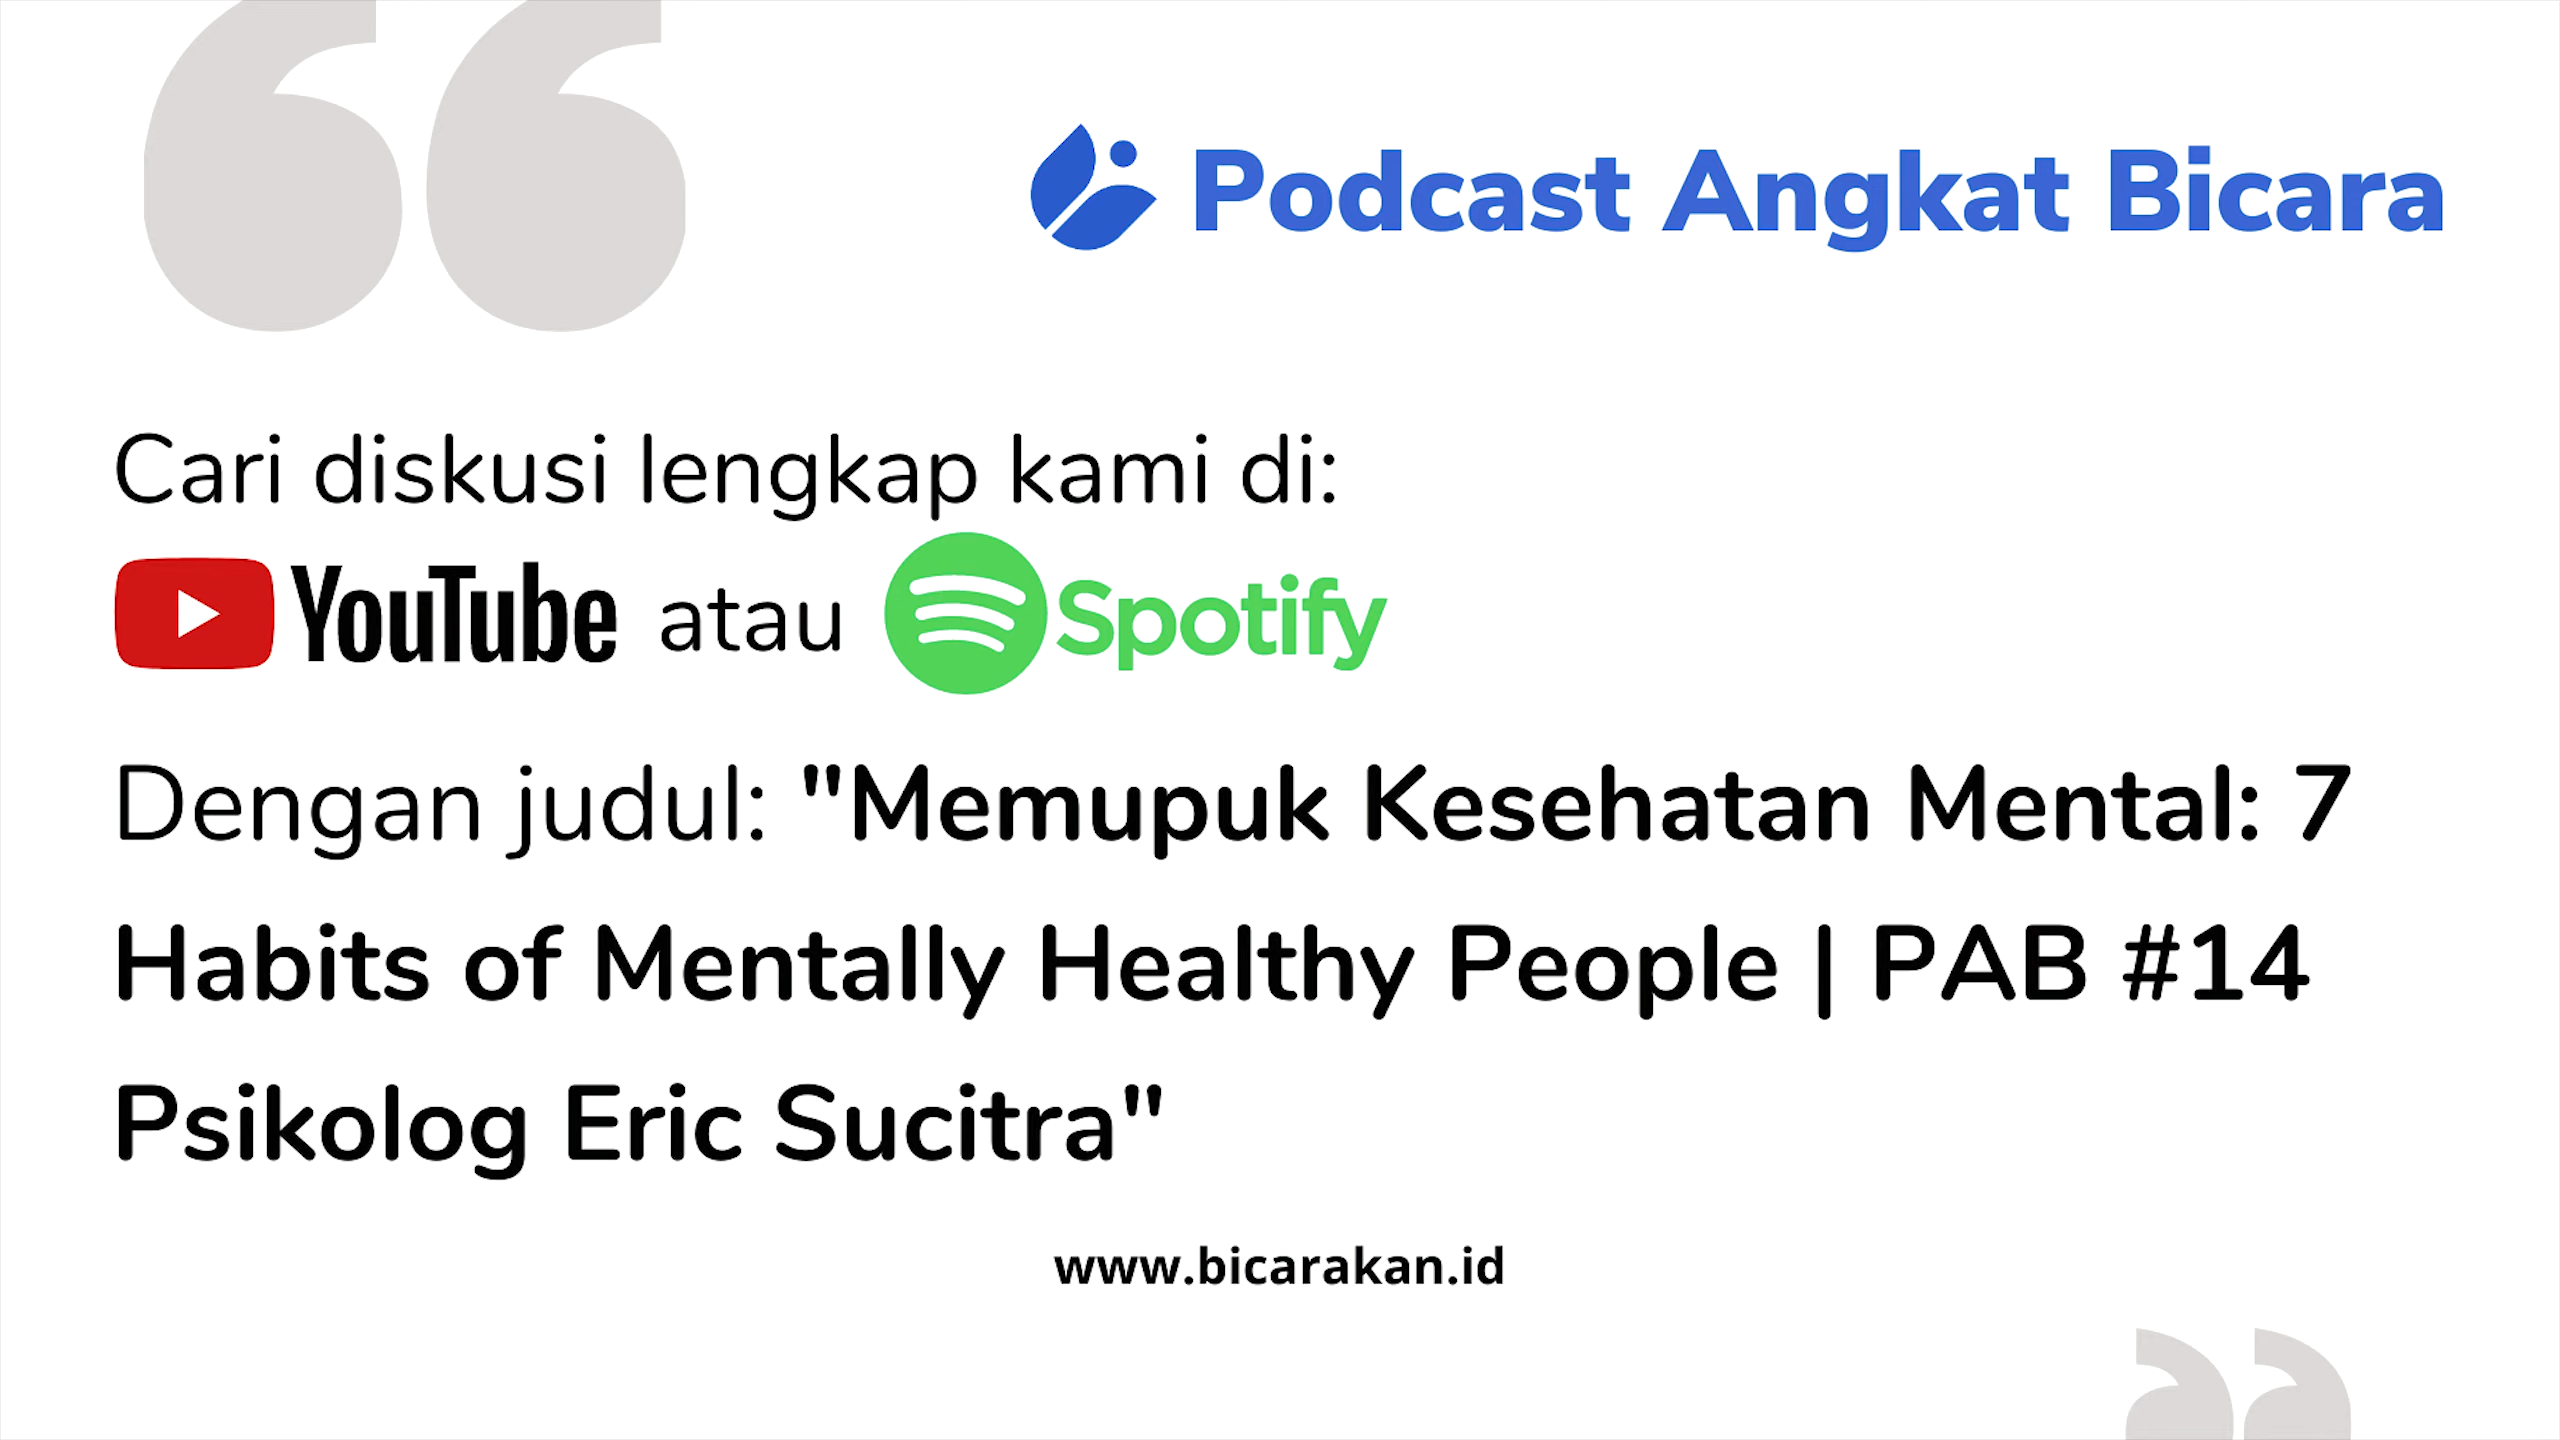 Podcast Angkat Bicara
Cari diskusi lengkap kami di:
YouTube atau Spotify
Dengan judul: "Memupuk Kesehatan Mental: 7
Habits of Mentally Healthy People | PAB #14
Psikolog Eric Sucitra"
www.bicarakan.id